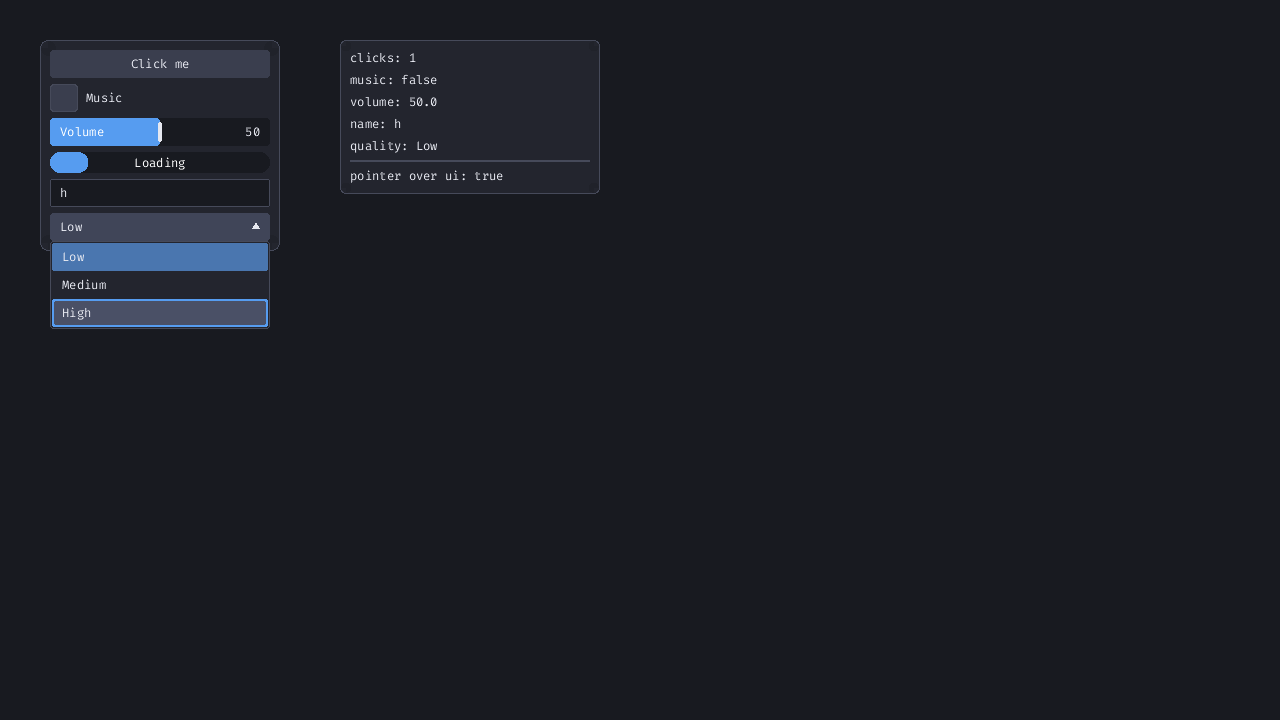 Click me
Music
Volume 50
Loading
h
Low
Low
Medium
High
clicks: 1
music: false
volume: 50.0
name: h
quality: Low
pointer over ui: true